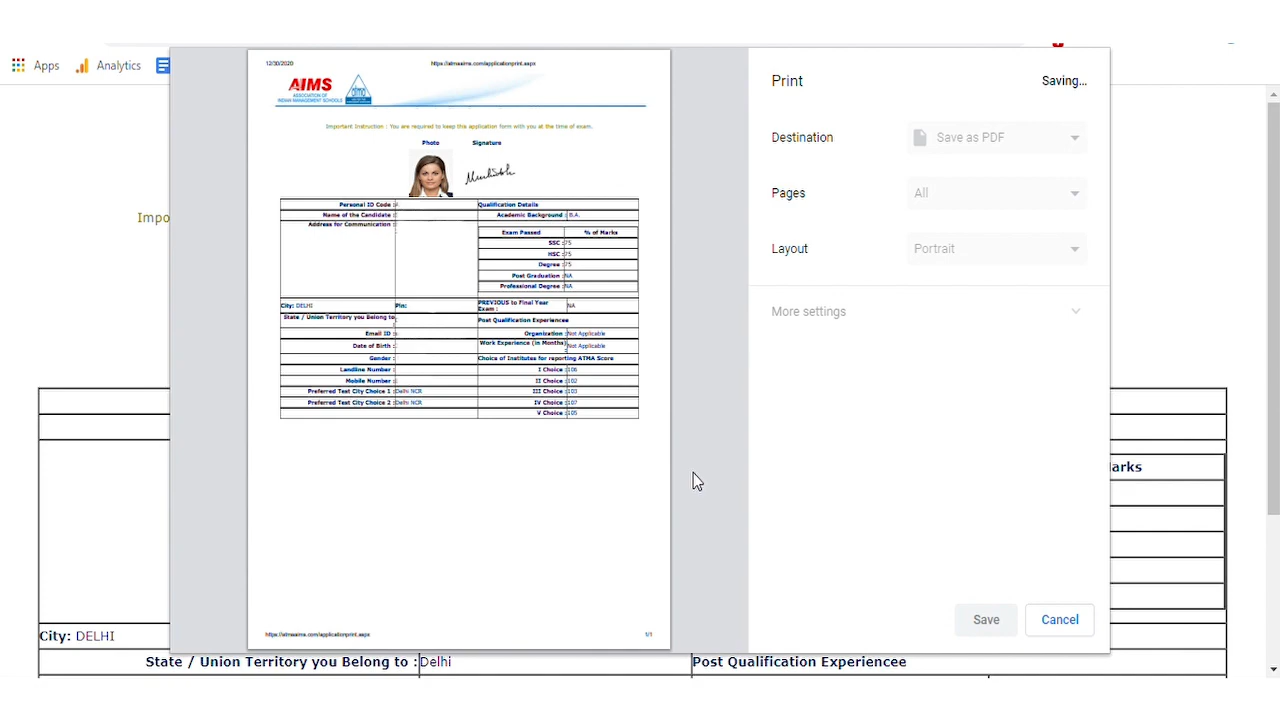 Apps Analytics
Impo
12/30/2020 https://atmaaims.com/applicationprint.aspx
AIMS
ASSOCIATION OF
INDIAN MANAGEMENT SCHOOLS
atma
Important Instruction : You are required to keep this application form with you at the time of exam.
Photo Signature
Personal ID Code : Qualification Details
Name of the Candidate : Academic Background : B.A.
Address for Communication :
Exam Passed % of Marks
SSC : 75
HSC : 75
Degree : 75
Post Graduation : NA
Professional Degree : NA
City: DELHI Pin: PREVIOUS to Final Year Exam : NA
State / Union Territory you Belong to Post Qualification Experiencee
Email ID : Organization : Not Applicable
Date of Birth : Work Experience (in Months) : Not Applicable
Gender : Choice of Institutes for reporting ATMA Score
Landline Number : I Choice : 106
Mobile Number : II Choice : 102
Preferred Test City Choice 1 : Delhi NCR III Choice : 103
Preferred Test City Choice 2 : Delhi NCR IV Choice : 107
V Choice : 105
https://atmaaims.com/applicationprint.aspx 1/1
Print Saving...
Destination Save as PDF
Pages All
Layout Portrait
More settings
Save Cancel
arks
City: DELHI
State / Union Territory you Belong to : Delhi Post Qualification Experiencee